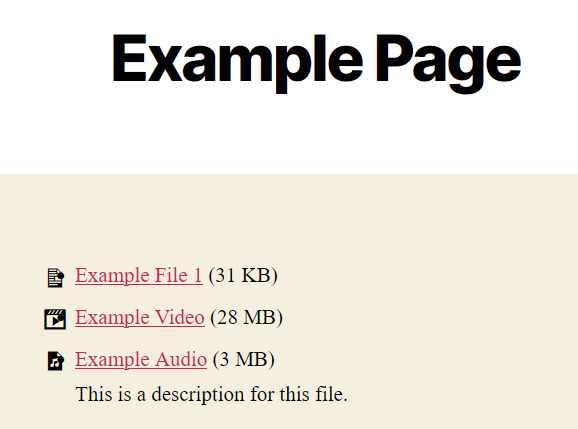 Example Page
Example File 1 (31 KB)
Example Video (28 MB)
Example Audio (3 MB)
This is a description for this file.